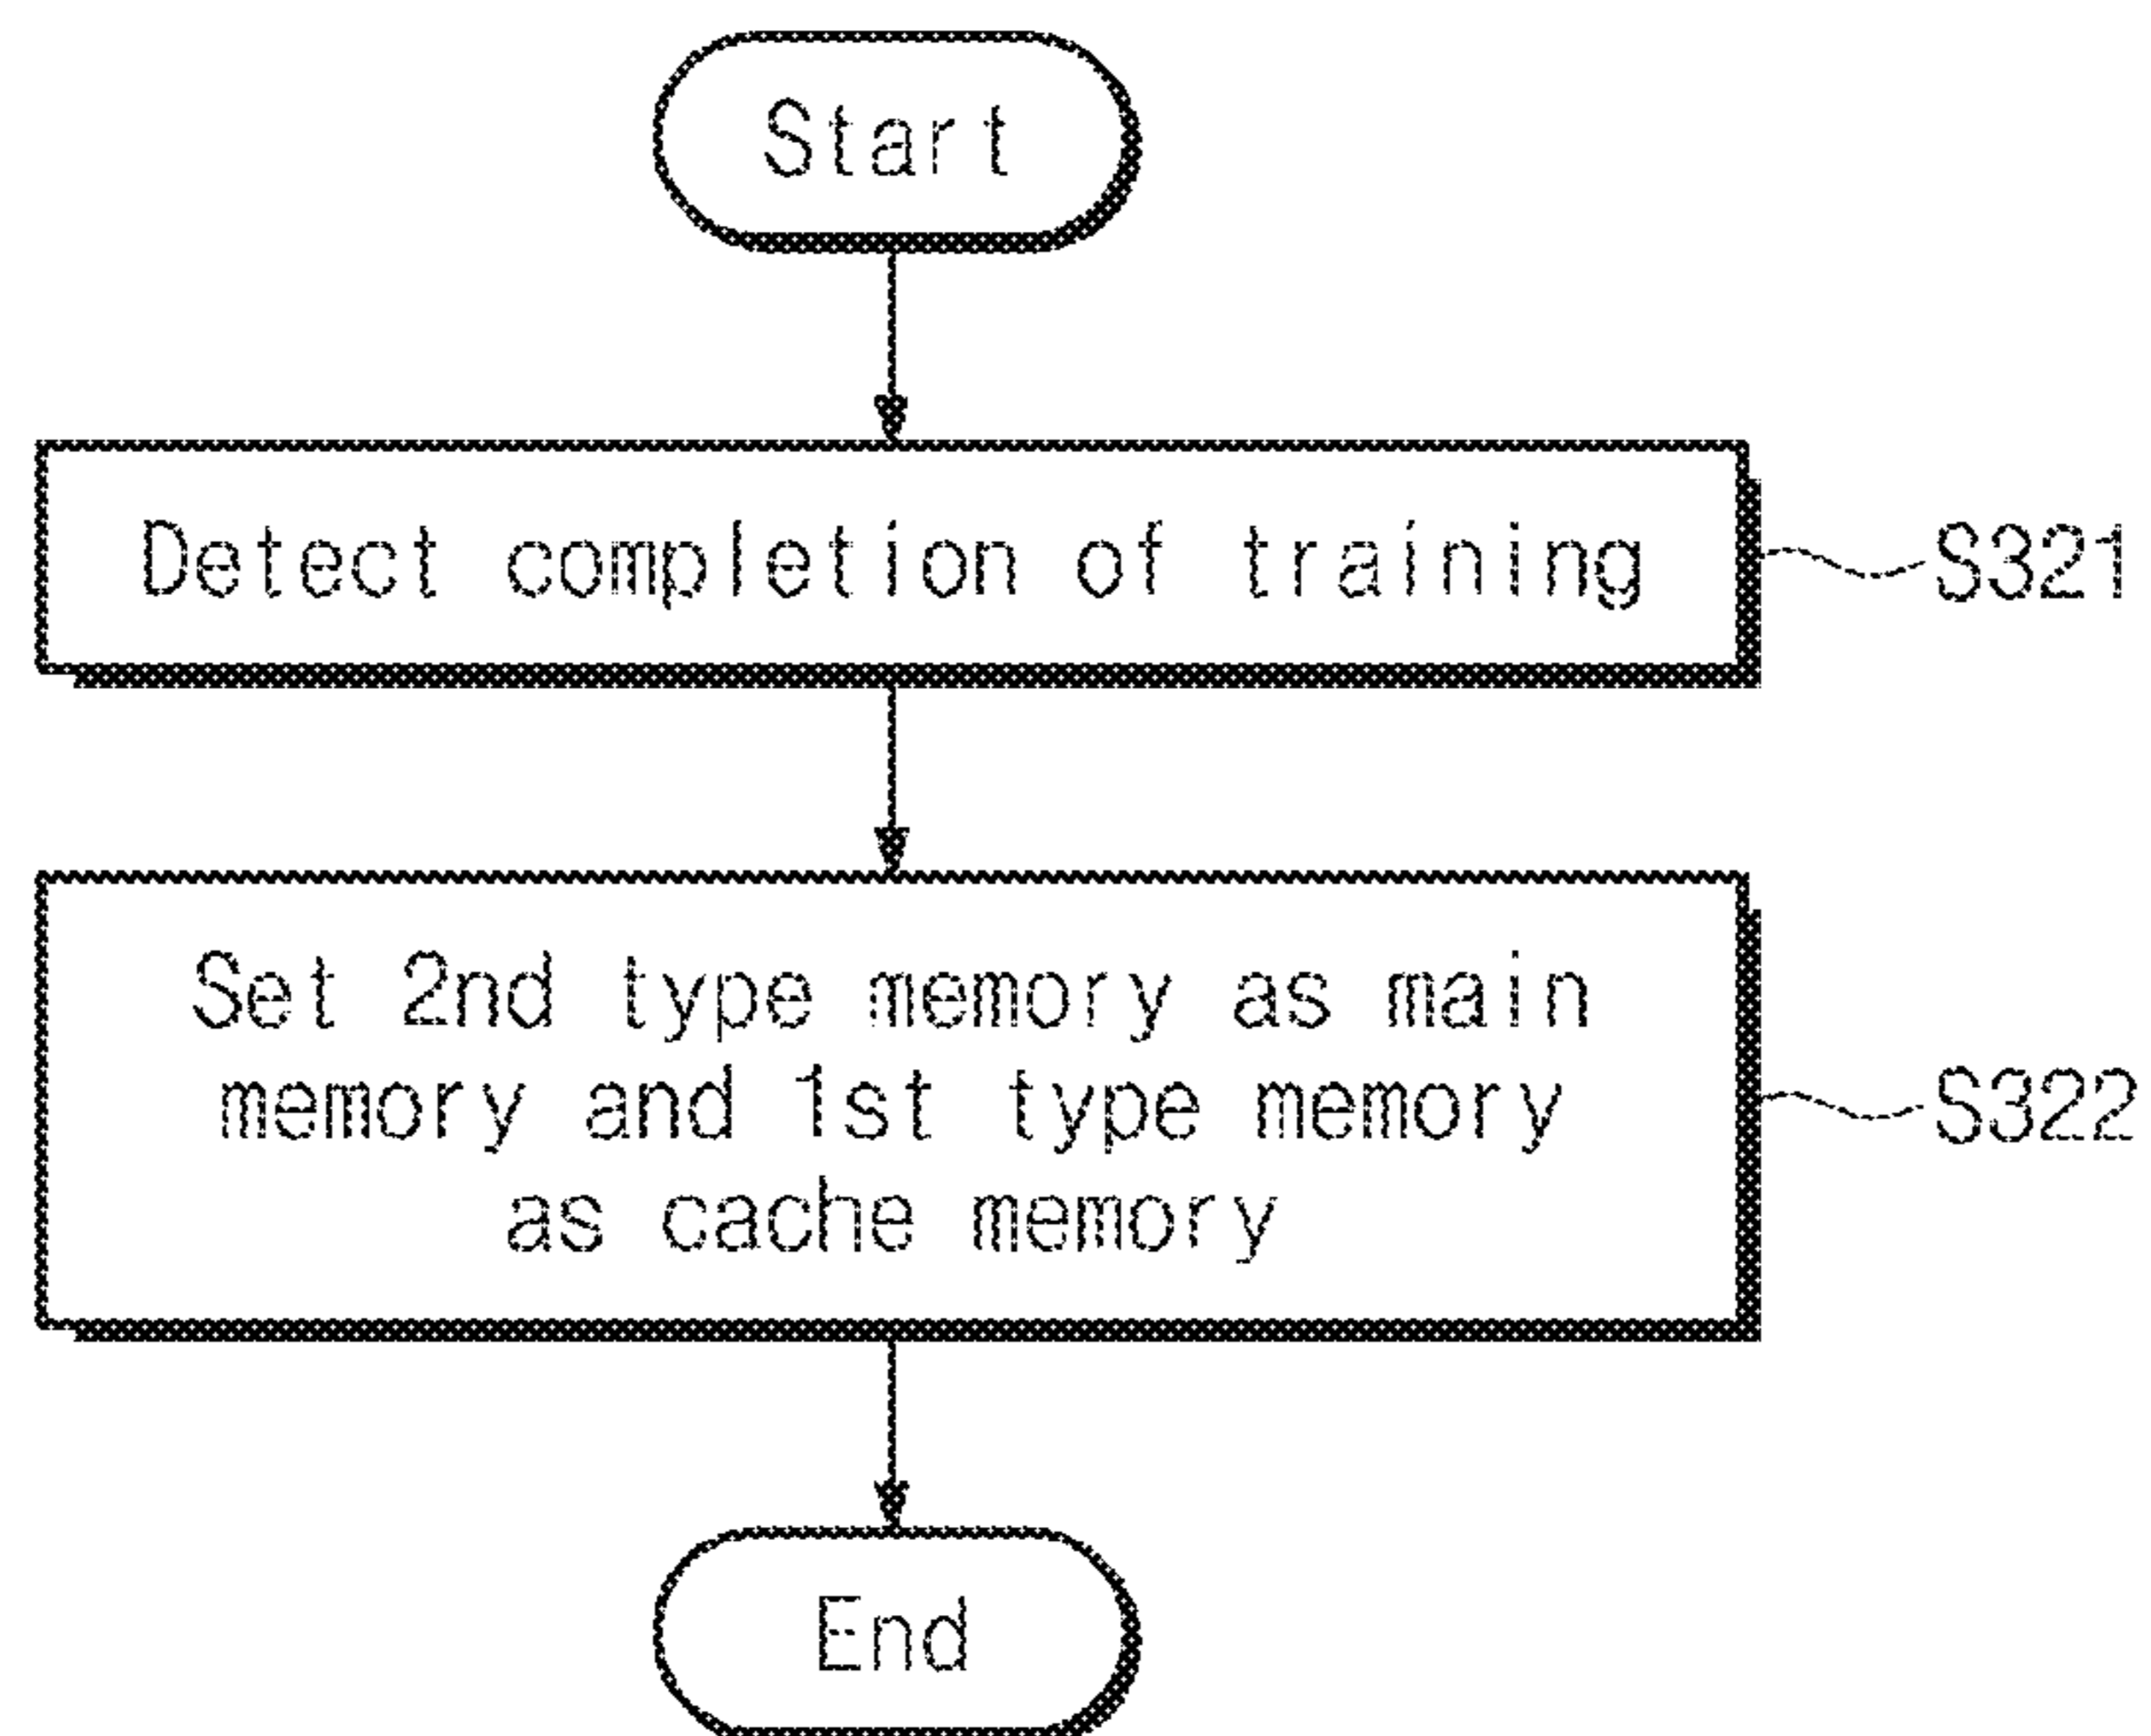 Start
Detect completion of training
S321
Set 2nd type memory as main
memory and 1st type memory
as cache memory
S322
End